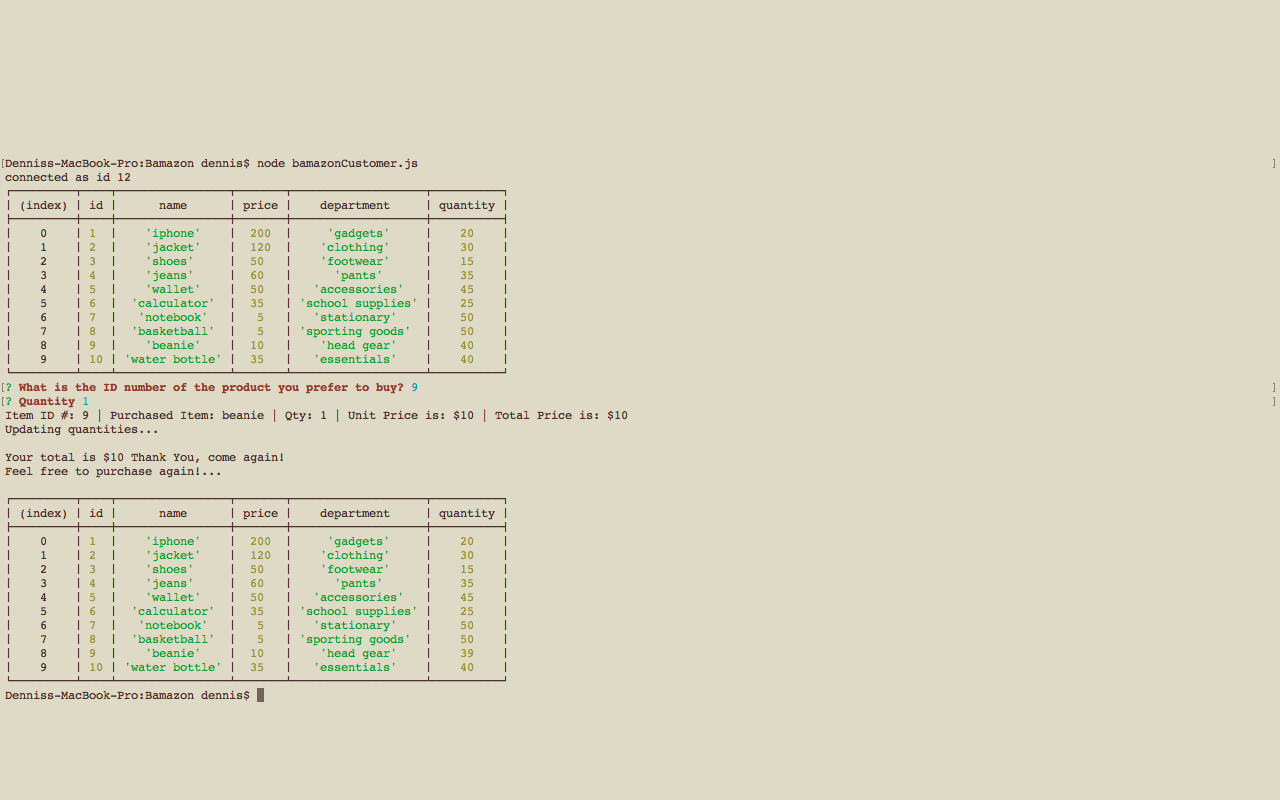 [Denniss-MacBook-Pro:Bamazon dennis$ node bamazonCustomer.js ]
connected as id 12
(index) id name price department quantity
0 1 'iphone' 200 'gadgets' 20
1 2 'jacket' 120 'clothing' 30
2 3 'shoes' 50 'footwear' 15
3 4 'jeans' 60 'pants' 35
4 5 'wallet' 50 'accessories' 45
5 6 'calculator' 35 'school supplies' 25
6 7 'notebook' 5 'stationary' 50
7 8 'basketball' 5 'sporting goods' 50
8 9 'beanie' 10 'head gear' 40
9 10 'water bottle' 35 'essentials' 40
[? What is the ID number of the product you prefer to buy? 9 ]
[? Quantity 1 ]
Item ID #: 9 | Purchased Item: beanie | Qty: 1 | Unit Price is: $10 | Total Price is: $10
Updating quantities...
Your total is $10 Thank You, come again!
Feel free to purchase again!...
(index) id name price department quantity
0 1 'iphone' 200 'gadgets' 20
1 2 'jacket' 120 'clothing' 30
2 3 'shoes' 50 'footwear' 15
3 4 'jeans' 60 'pants' 35
4 5 'wallet' 50 'accessories' 45
5 6 'calculator' 35 'school supplies' 25
6 7 'notebook' 5 'stationary' 50
7 8 'basketball' 5 'sporting goods' 50
8 9 'beanie' 10 'head gear' 39
9 10 'water bottle' 35 'essentials' 40
Denniss-MacBook-Pro:Bamazon dennis$